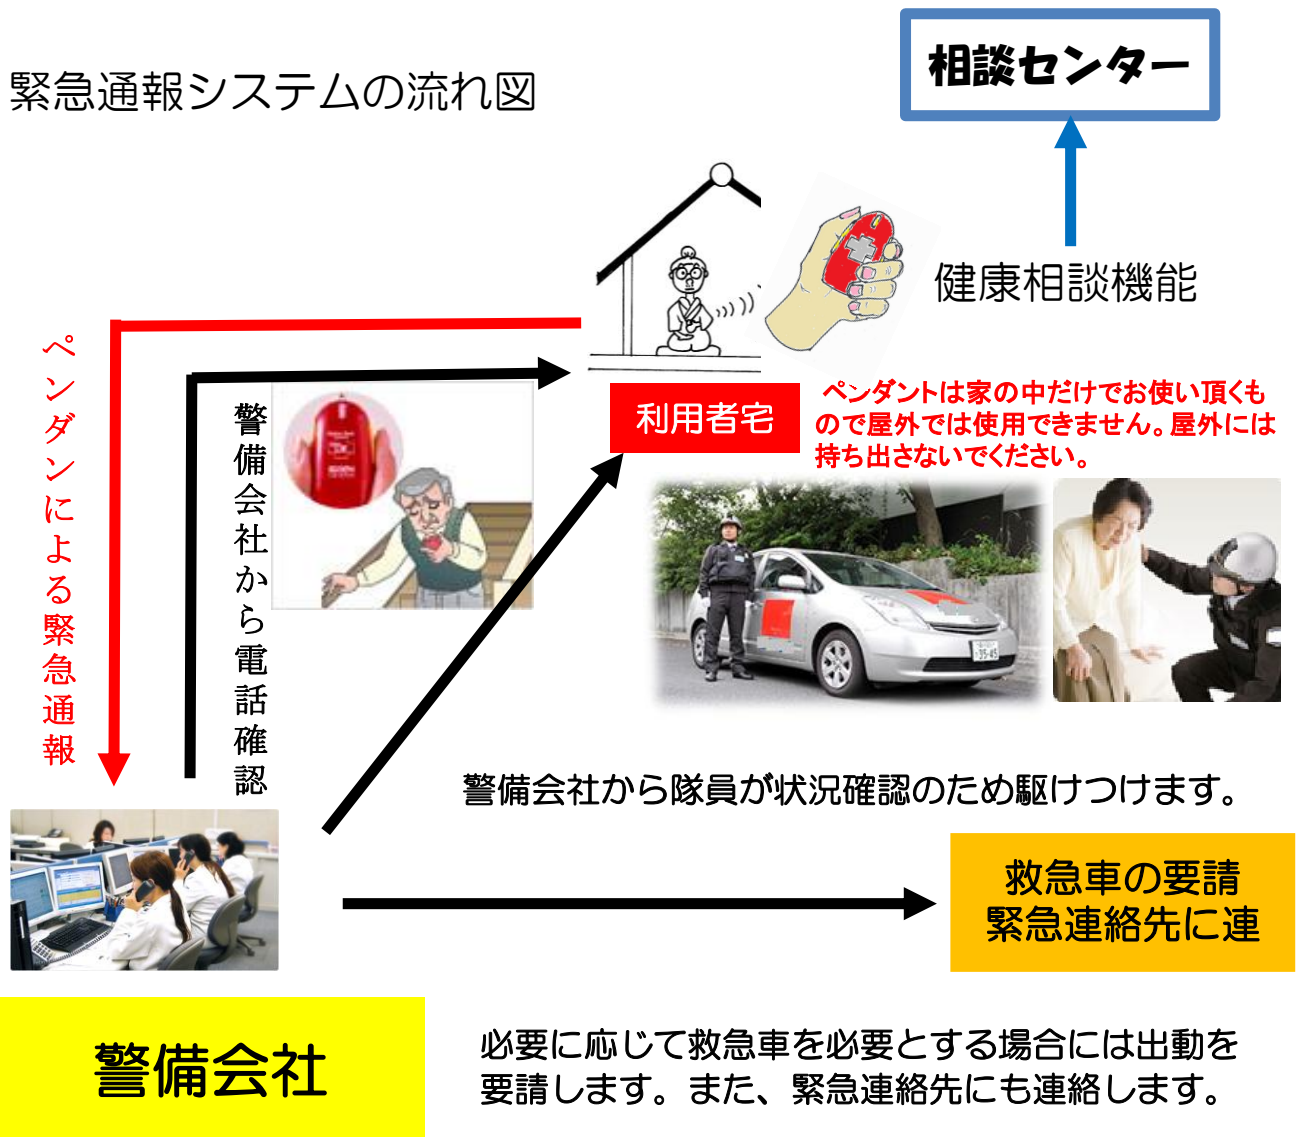 相談センター
緊急通報システムの流れ図
健康相談機能
ペンダンによる緊急通報
警備会社から電話確認
利用者宅
ペンダントは家の中だけでお使い頂くも
ので屋外では使用できません。屋外には
持ち出さないでください。
35-45
警備会社から隊員が状況確認のため駆けつけます。
救急車の要請
緊急連絡先に連
警備会社
必要に応じて救急車を必要とする場合には出動を
要請します。また、緊急連絡先にも連絡します。